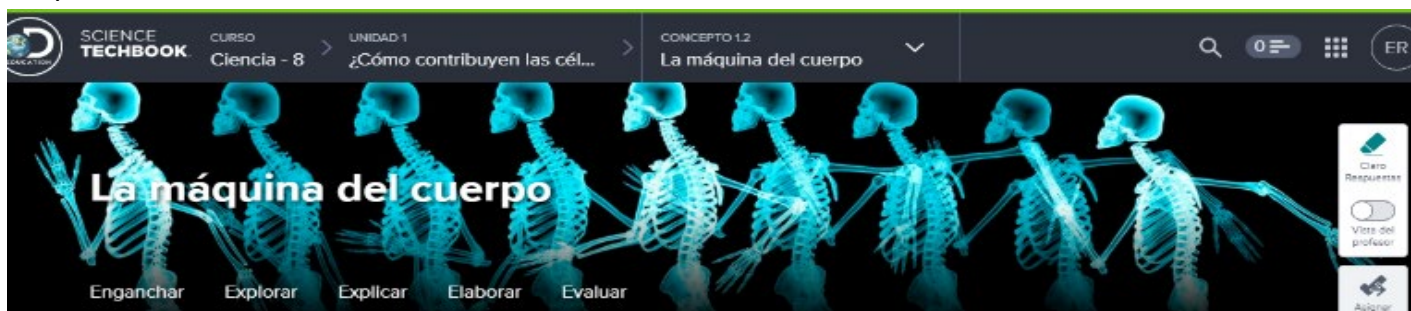 SCIENCE
TECHBOOK
EDUCATION
CURSO
Ciencia - 8
UNIDAD 1
¿Cómo contribuyen las cél...
CONCEPTO 1.2
La máquina del cuerpo
0
ER
La máquina del cuerpo
Claro
Respuestas
Vista del
profesor
Asignar
Enganchar Explorar Explicar Elaborar Evaluar